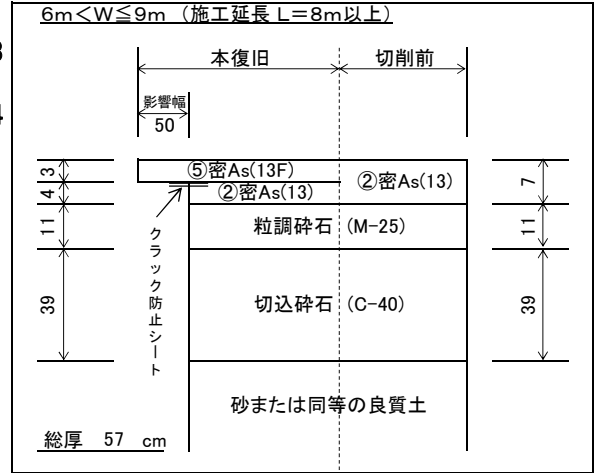 6m＜W≦9m （施工延長 L=8m以上）
本復旧
切削前
影響幅
50
3
4
11
39
⑤密As(13F)
②密As(13)
②密As(13)
粒調砕石 (M-25)
切込砕石 (C-40)
砂または同等の良質土
クラック防止シート
7
11
39
総厚 57 cm